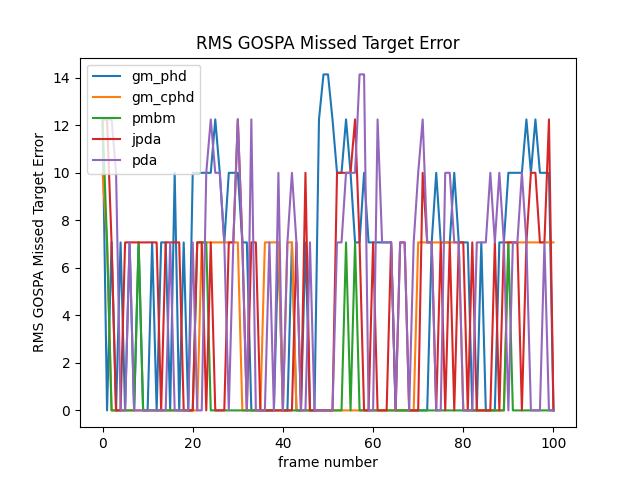 RMS GOSPA Missed Target Error
gm_phd
gm_cphd
pmbm
jpda
pda
RMS GOSPA Missed Target Error
14
12
10
8
6
4
2
0
0 20 40 60 80 100
frame number